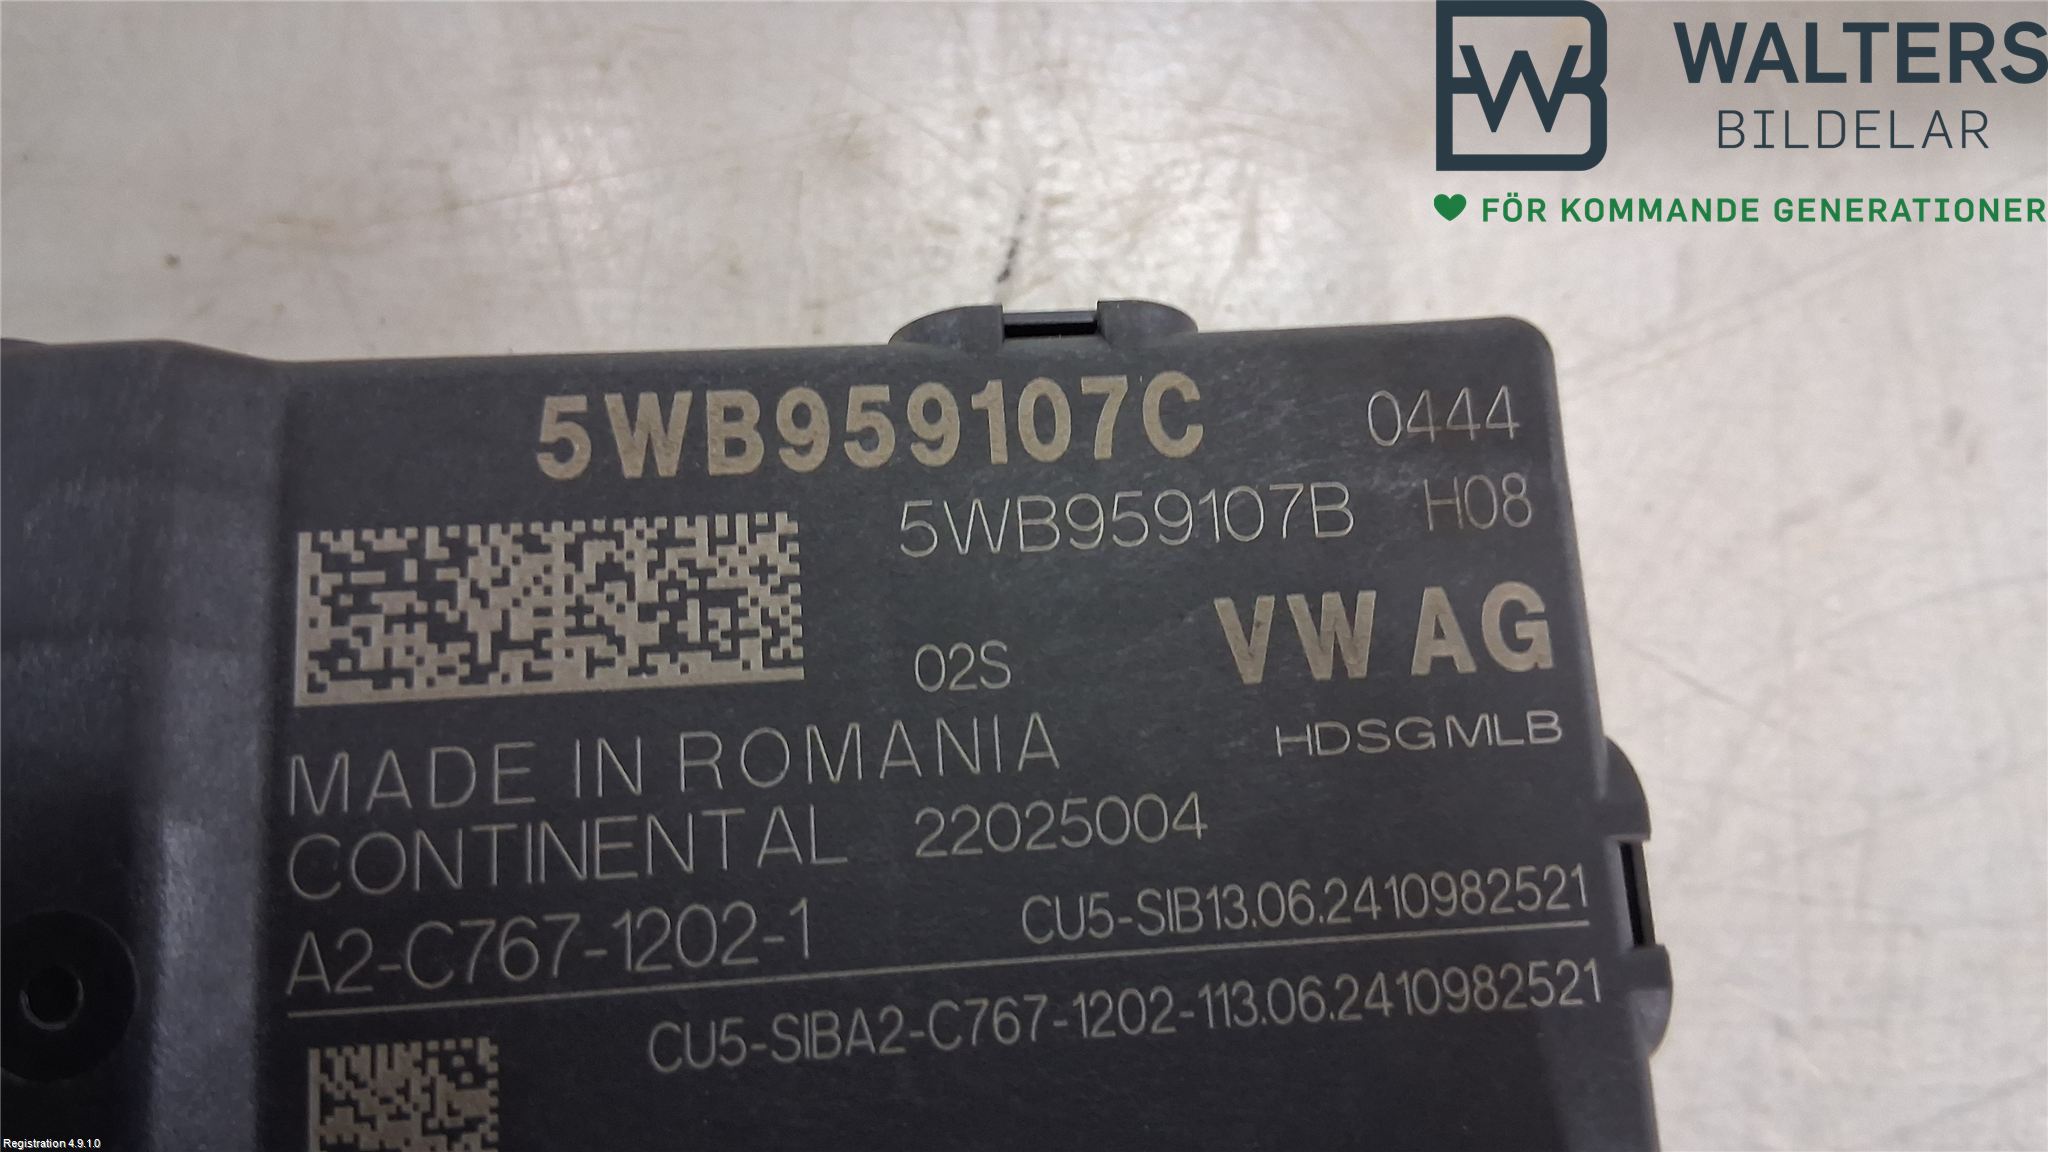 WB
WALTERS
BILDELAR
FÖR KOMMANDE GENERATIONER
5WB959107C 0444
5WB959107B H08
02S VW AG
HDSGMLB
MADE IN ROMANIA
CONTINENTAL 22025004
A2-C767-1202-1 CU5-SIB13.06.2410982521
CU5-SIBA2-C767-1202-113.06.2410982521
Registration 4.9.1.0